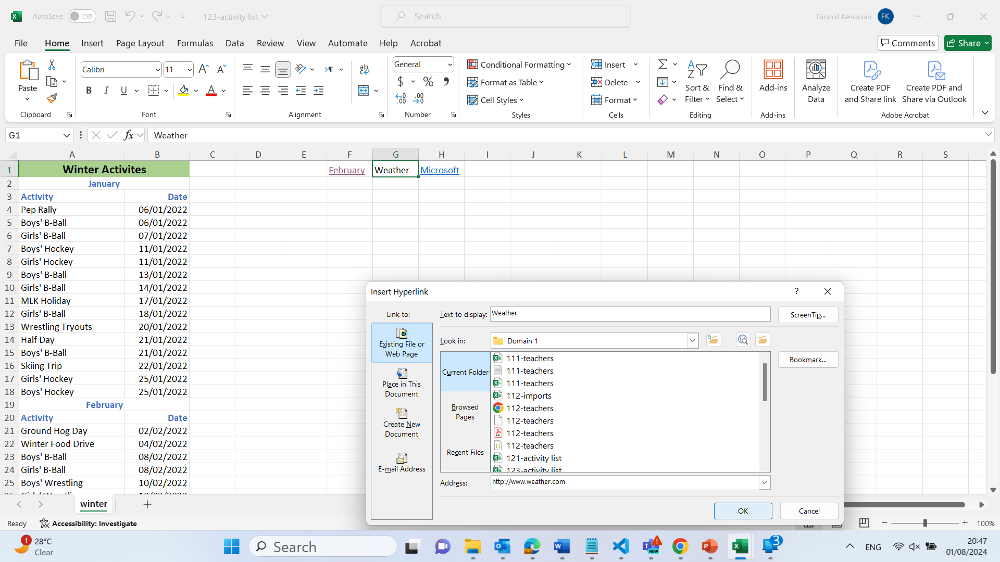 AutoSave Off 123-activity list Search Farshid Keivanian FK
File Home Insert Page Layout Formulas Data Review View Automate Help Acrobat Comments Share
Paste
Clipboard
Calibri 11
B I U
Font
Alignment
General
$ % 9
Number
Conditional Formatting
Format as Table
Cell Styles
Styles
Insert
Delete
Format
Cells
Sort &
Filter
Find &
Select
Editing
Add-ins
Add-ins
Analyze
Data
Create PDF
and Share link
Create PDF and
Share via Outlook
Adobe Acrobat
G1 fx Weather
A B C D E F G H I J K L M N O P Q R S
1 Winter Activites February Weather Microsoft
2 January
3 Activity Date
4 Pep Rally 06/01/2022
5 Boys' B-Ball 06/01/2022
6 Girls' B-Ball 07/01/2022
7 Boys' Hockey 11/01/2022
8 Girls' Hockey 11/01/2022
9 Boys' B-Ball 13/01/2022
10 Girls' B-Ball 14/01/2022
11 MLK Holiday 17/01/2022
12 Girls' B-Ball 18/01/2022
13 Wrestling Tryouts 20/01/2022
14 Half Day 21/01/2022
15 Boys' B-Ball 21/01/2022
16 Skiing Trip 22/01/2022
17 Girls' Hockey 25/01/2022
18 Boys' Hockey 25/01/2022
19 February
20 Activity Date
21 Ground Hog Day 02/02/2022
22 Winter Food Drive 04/02/2022
23 Boys' B-Ball 08/02/2022
24 Girls' B-Ball 08/02/2022
25 Boys' Wrestling 10/02/2022
Insert Hyperlink ?
Link to:
Existing File or
Web Page
Place in This
Document
Create New
Document
E-mail Address
Text to display: Weather ScreenTip...
Look in: Domain 1
Bookmark...
Current Folder
Browsed
Pages
Recent Files
111-teachers
111-teachers
111-teachers
112-imports
112-teachers
112-teachers
112-teachers
112-teachers
121-activity list
123-activity list
Address: http://www.weather.com
OK Cancel
winter
Ready Accessibility: Investigate 100%
1 28°C
Clear
Search
NEW
3
ENG
20:47
01/08/2024